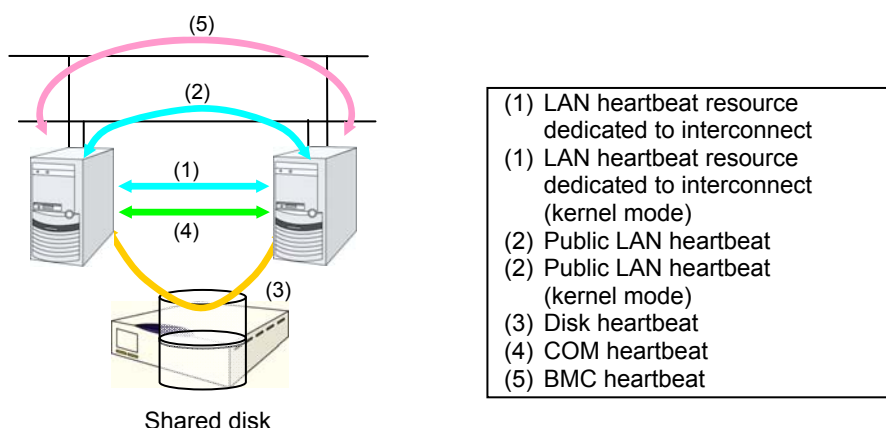 (5)
(2)
(1)
(4)
(3)
Shared disk
(1) LAN heartbeat resource
dedicated to interconnect
(1) LAN heartbeat resource
dedicated to interconnect
(kernel mode)
(2) Public LAN heartbeat
(2) Public LAN heartbeat
(kernel mode)
(3) Disk heartbeat
(4) COM heartbeat
(5) BMC heartbeat